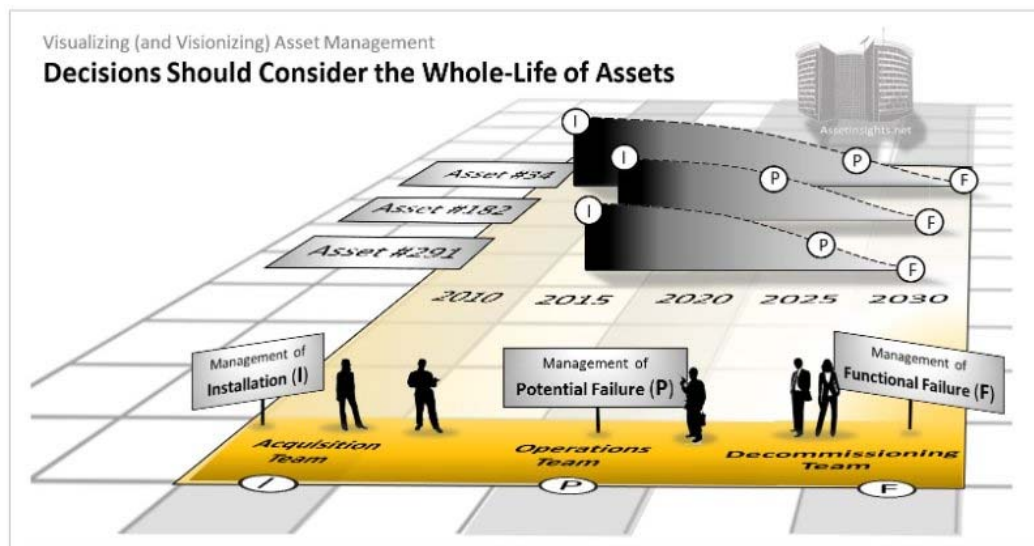 Visualizing (and Visionizing) Asset Management
Decisions Should Consider the Whole-Life of Assets
AssetInsights.net
I
P
F
I
P
F
I
P
F
Asset #34
Asset #182
Asset #291
2010 2015 2020 2025 2030
Management of
Installation (I)
Management of
Potential Failure (P)
Management of
Functional Failure (F)
Acquisition
Team
Operations
Team
Decommissioning
Team
I
P
F